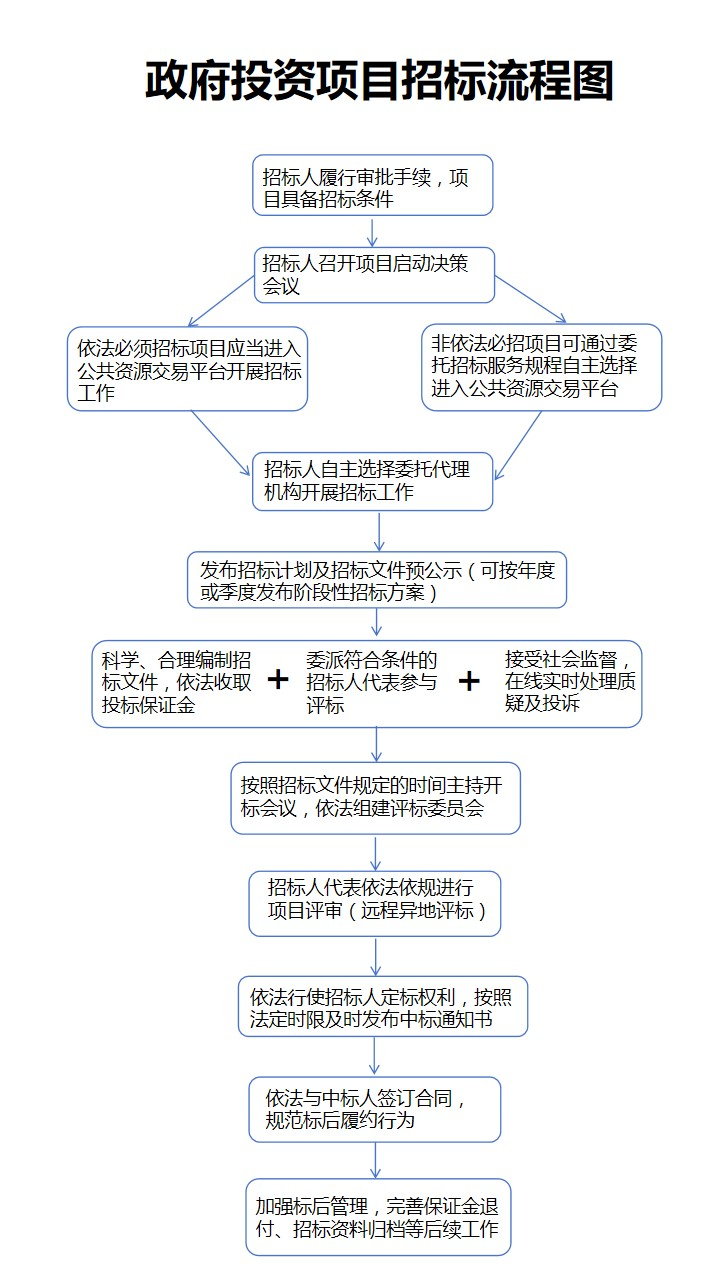 政府投资项目招标流程图
招标人履行审批手续，项
目具备招标条件
招标人召开项目启动决策
会议
依法必须招标项目应当进入
公共资源交易平台开展招标
工作
非依法必招项目可通过委
托招标服务规程自主选择
进入公共资源交易平台
招标人自主选择委托代理
机构开展招标工作
发布招标计划及招标文件预公示（可按年度
或季度发布阶段性招标方案）
科学、合理编制招
标文件，依法收取
投标保证金
+
委派符合条件的
招标人代表参与
评标
+
接受社会监督，
在线实时处理质
疑及投诉
按照招标文件规定的时间主持开
标会议，依法组建评标委员会
招标人代表依法依规进行
项目评审（远程异地评标）
依法行使招标人定标权利，按照
法定时限及时发布中标通知书
依法与中标人签订合同，
规范标后履约行为
加强标后管理，完善保证金退
付、招标资料归档等后续工作